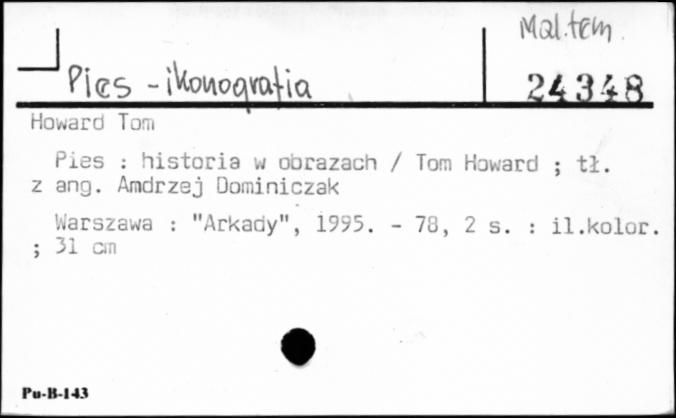 Mal.tem.
Pies - ikonografia
24348
Howard Tom
Pies : historia w obrazach / Tom Howard ; tł.
z ang. Amdrzej Dominiczak
Warszawa : "Arkady", 1995. - 78, 2 s. : il.kolor.
; 31 cm
Pu-B-143